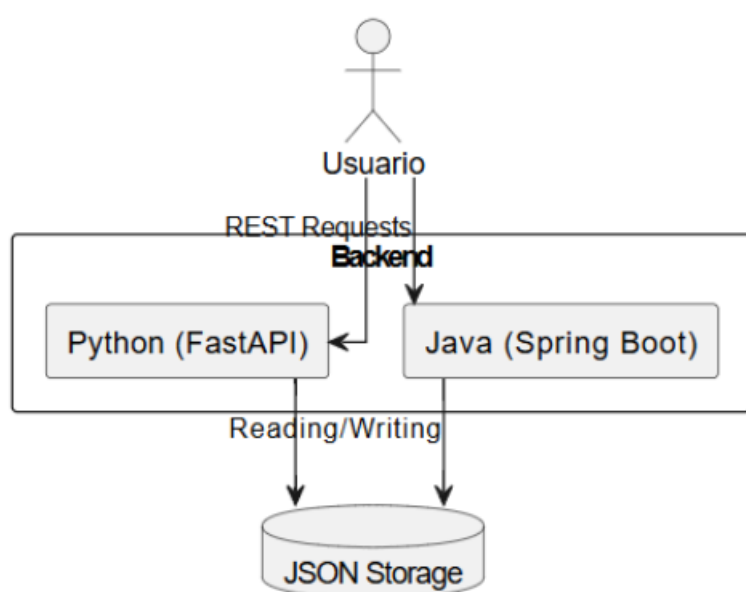 Usuario
REST Requests
Backend
Python (FastAPI)
Java (Spring Boot)
Reading/Writing
JSON Storage